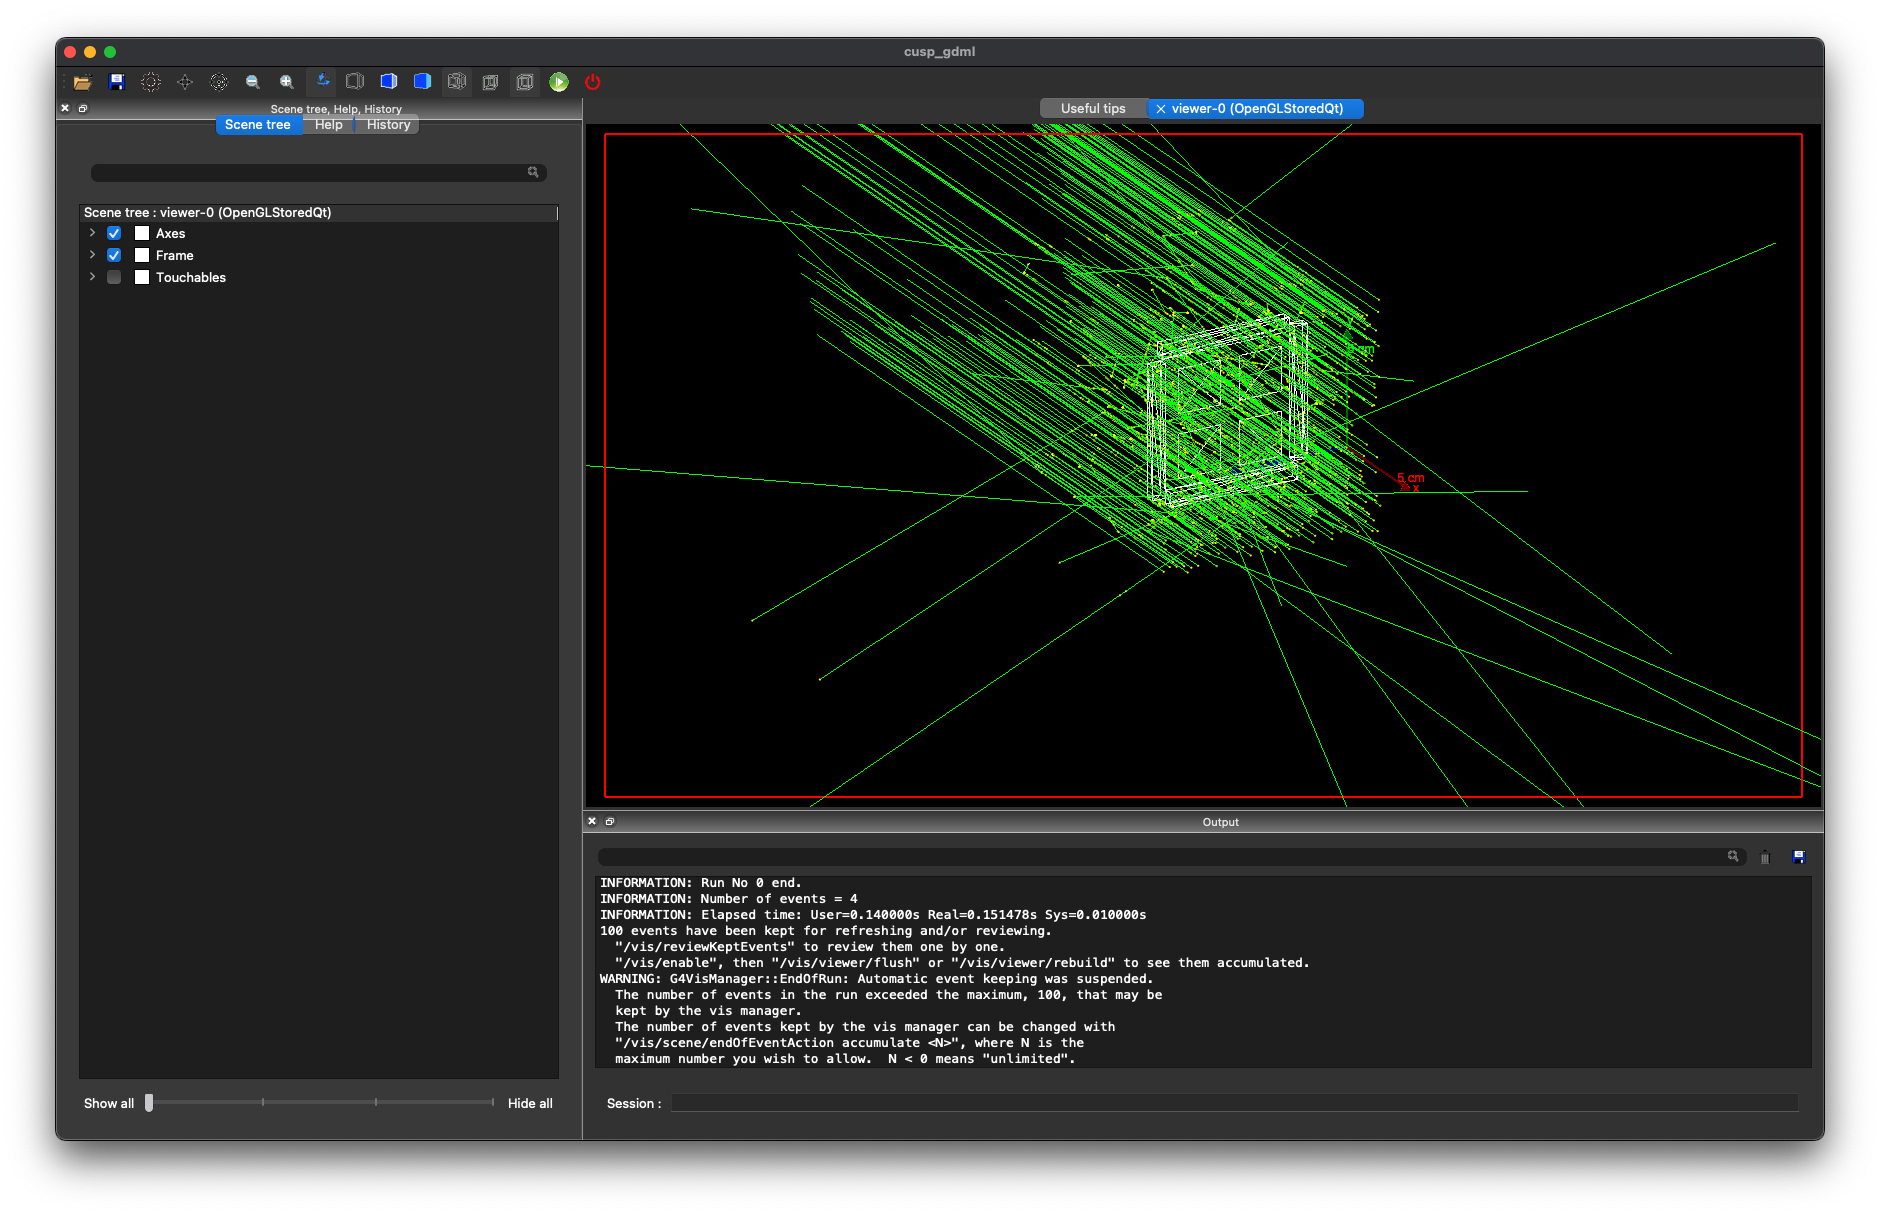 cusp_gdml
Scene tree, Help, History
Scene tree
Help
History
Scene tree : viewer-0 (OpenGLStoredQt)
Axes
Frame
Touchables
Show all
Hide all
Useful tips
viewer-0 (OpenGLStoredQt)
5 cm
x
Output
INFORMATION: Run No 0 end.
INFORMATION: Number of events = 4
INFORMATION: Elapsed time: User=0.140000s Real=0.151478s Sys=0.010000s
100 events have been kept for refreshing and/or reviewing.
"/vis/reviewKeptEvents" to review them one by one.
"/vis/enable", then "/vis/viewer/flush" or "/vis/viewer/rebuild" to see them accumulated.
WARNING: G4VisManager::EndOfRun: Automatic event keeping was suspended.
The number of events in the run exceeded the maximum, 100, that may be
kept by the vis manager.
The number of events kept by the vis manager can be changed with
"/vis/scene/endOfEventAction accumulate <N>", where N is the
maximum number you wish to allow.  N < 0 means "unlimited".
Session :